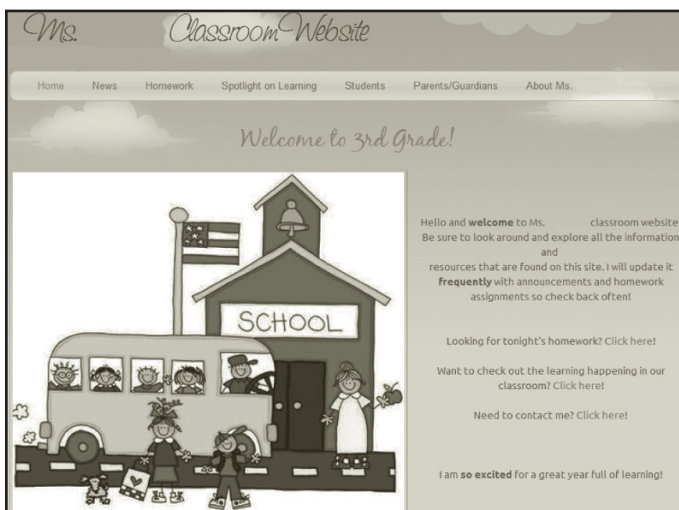 Ms. Classroom Website
Home News Homework Spotlight on Learning Students Parents/Guardians About Ms.
Welcome to 3rd Grade!
SCHOOL
Hello and welcome to Ms. classroom website
Be sure to look around and explore all the information
and
resources that are found on this site. I will update it
frequently with announcements and homework
assignments so check back often!
Looking for tonight's homework? Click here!
Want to check out the learning happening in our
classroom? Click here!
Need to contact me? Click here!
I am so excited for a great year full of learning!